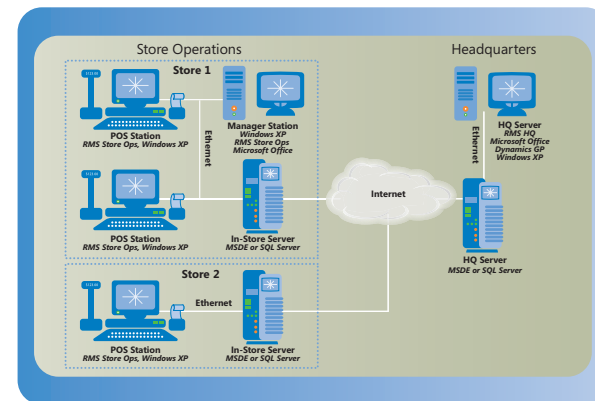 Store Operations
Headquarters
Store 1
POS Station
RMS Store Ops, Windows XP
Ethernet
Manager Station
Windows XP
RMS Store Ops
Microsoft Office
POS Station
RMS Store Ops, Windows XP
In-Store Server
MSDE or SQL Server
Internet
Ethernet
HQ Server
RMS HQ
Microsoft Office
Dynamics GP
Windows XP
HQ Server
MSDE or SQL Server
Store 2
POS Station
RMS Store Ops, Windows XP
Ethernet
In-Store Server
MSDE or SQL Server